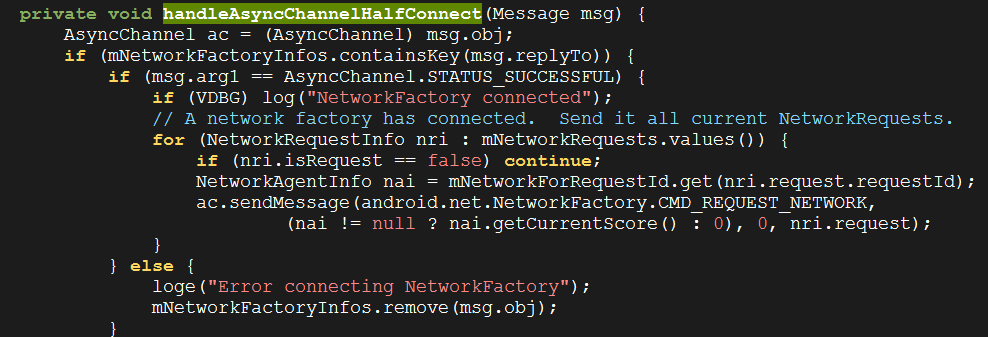 private void handleAsyncChannelHalfConnect(Message msg) {
    AsyncChannel ac = (AsyncChannel) msg.obj;
    if (mNetworkFactoryInfos.containsKey(msg.replyTo)) {
        if (msg.arg1 == AsyncChannel.STATUS_SUCCESSFUL) {
            if (VDBG) log("NetworkFactory connected");
            // A network factory has connected.  Send it all current NetworkRequests.
            for (NetworkRequestInfo nri : mNetworkRequests.values()) {
                if (nri.isRequest == false) continue;
                NetworkAgentInfo nai = mNetworkForRequestId.get(nri.request.requestId);
                ac.sendMessage(android.net.NetworkFactory.CMD_REQUEST_NETWORK,
                        (nai != null ? nai.getCurrentScore() : 0), 0, nri.request);
            }
        } else {
            loge("Error connecting NetworkFactory");
            mNetworkFactoryInfos.remove(msg.obj);
        }